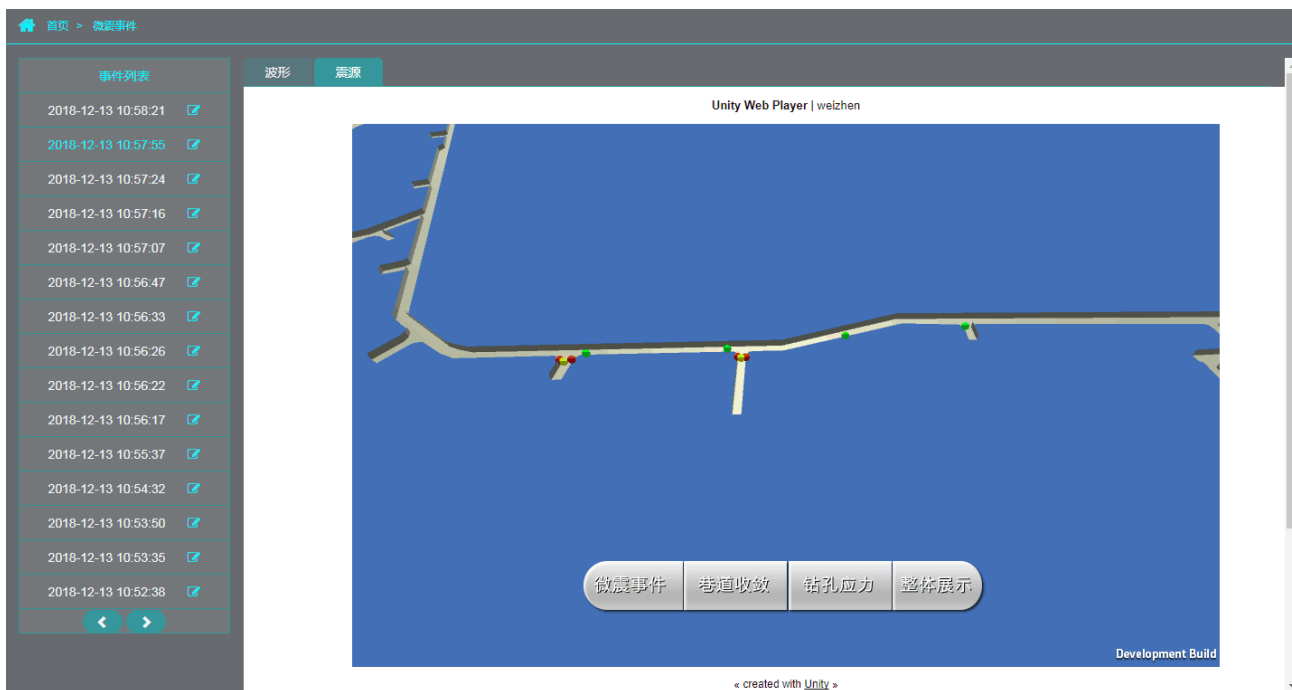 首页 > 微震事件
事件列表
2018-12-13 10:58:21
2018-12-13 10:57:55
2018-12-13 10:57:24
2018-12-13 10:57:16
2018-12-13 10:57:07
2018-12-13 10:56:47
2018-12-13 10:56:33
2018-12-13 10:56:26
2018-12-13 10:56:22
2018-12-13 10:56:17
2018-12-13 10:55:37
2018-12-13 10:54:32
2018-12-13 10:53:50
2018-12-13 10:53:35
2018-12-13 10:52:38
波形 震源
Unity Web Player | weizhen
微震事件 巷道收敛 钻孔应力 整体展示
Development Build
« created with Unity »